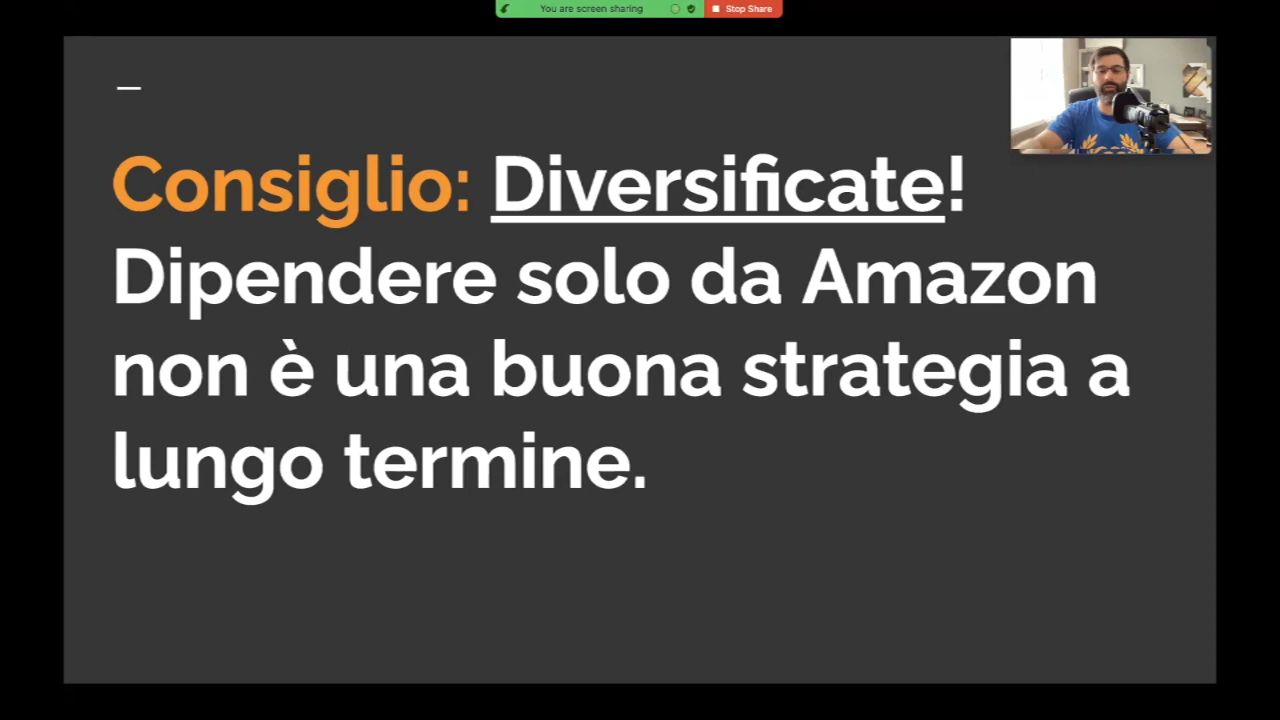 You are screen sharing
Stop Share
Consiglio: Diversificate!
Dipendere solo da Amazon
non è una buona strategia a
lungo termine.